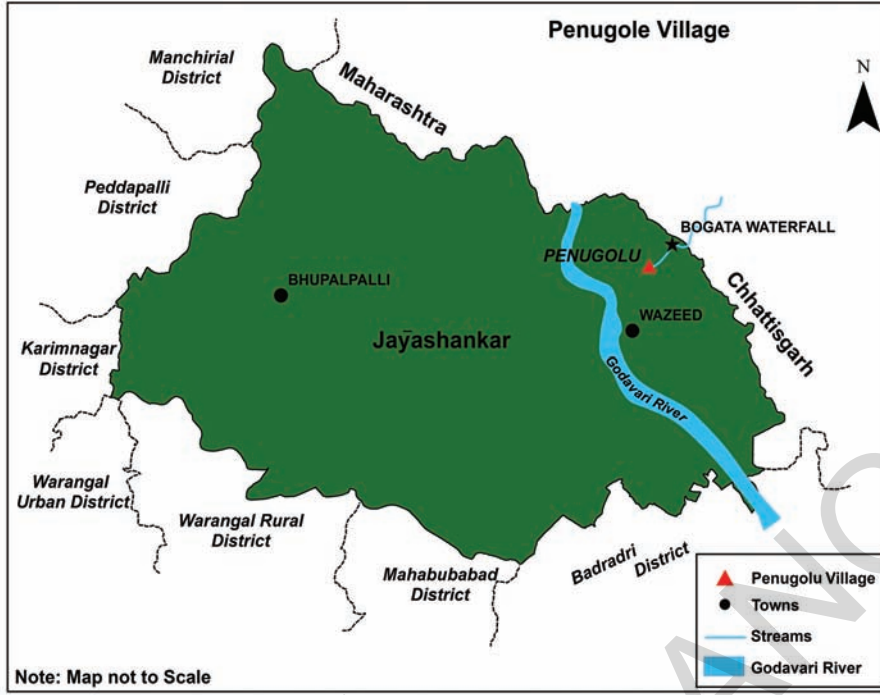 Penugole Village
N
Manchirial
District
Maharashtra
Peddapalli
District
BOGATA WATERFALL
PENUGOLU
BHUPALPALLI
Chhattisgarh
WAZEED
Jayashankar
Karimnagar
District
Godavari River
Warangal
Urban District
Warangal Rural
District
Mahabubabad
District
Badradri
District
Penugolu Village
Towns
Streams
Godavari River
Note: Map not to Scale